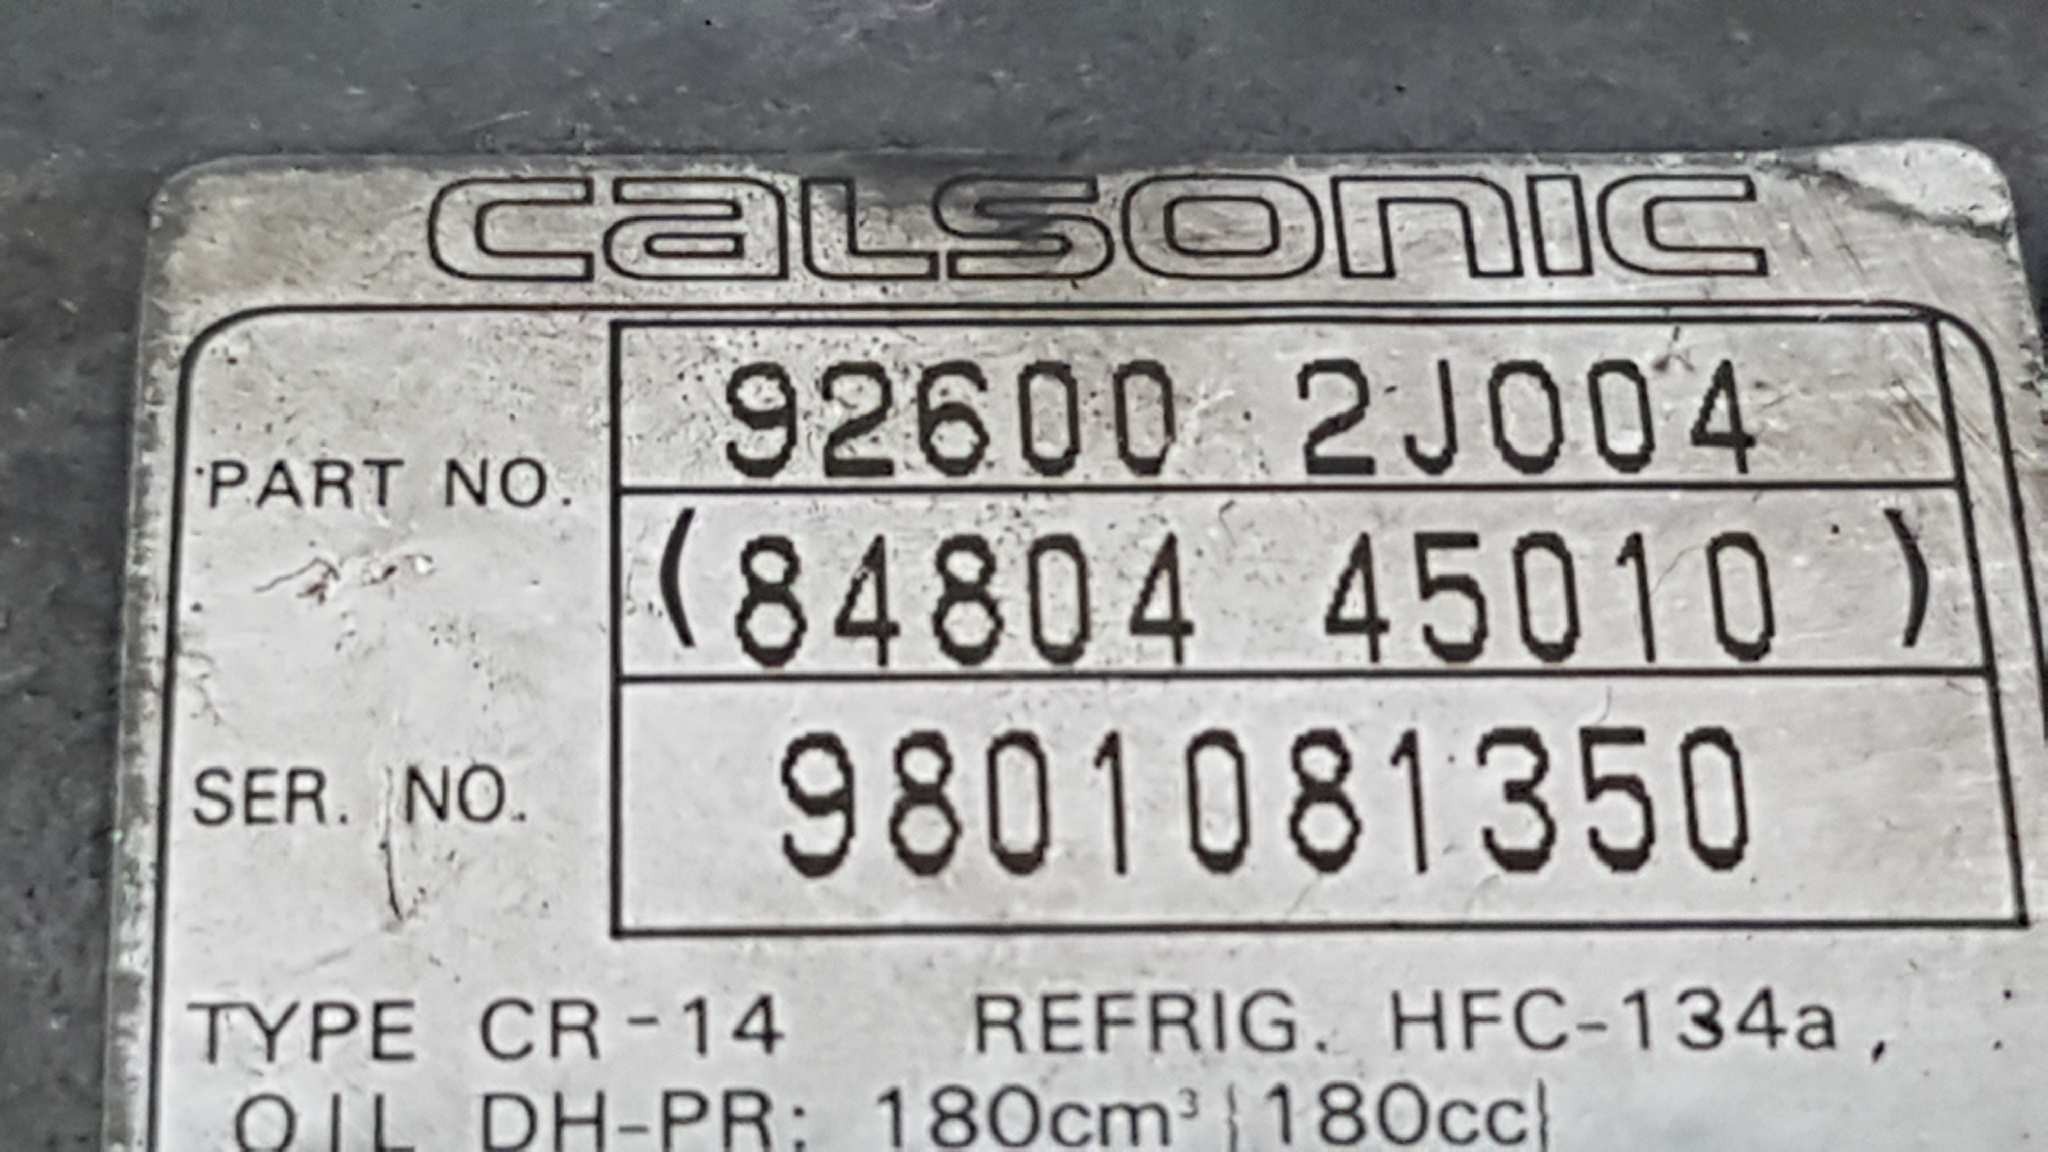 calsonic
92600 2J004
PART NO.
(84804 45010)
SER. NO. 9801081350
TYPE CR-14 REFRIG. HFC-134a,
OIL DH-PR: 180cm³{180cc}